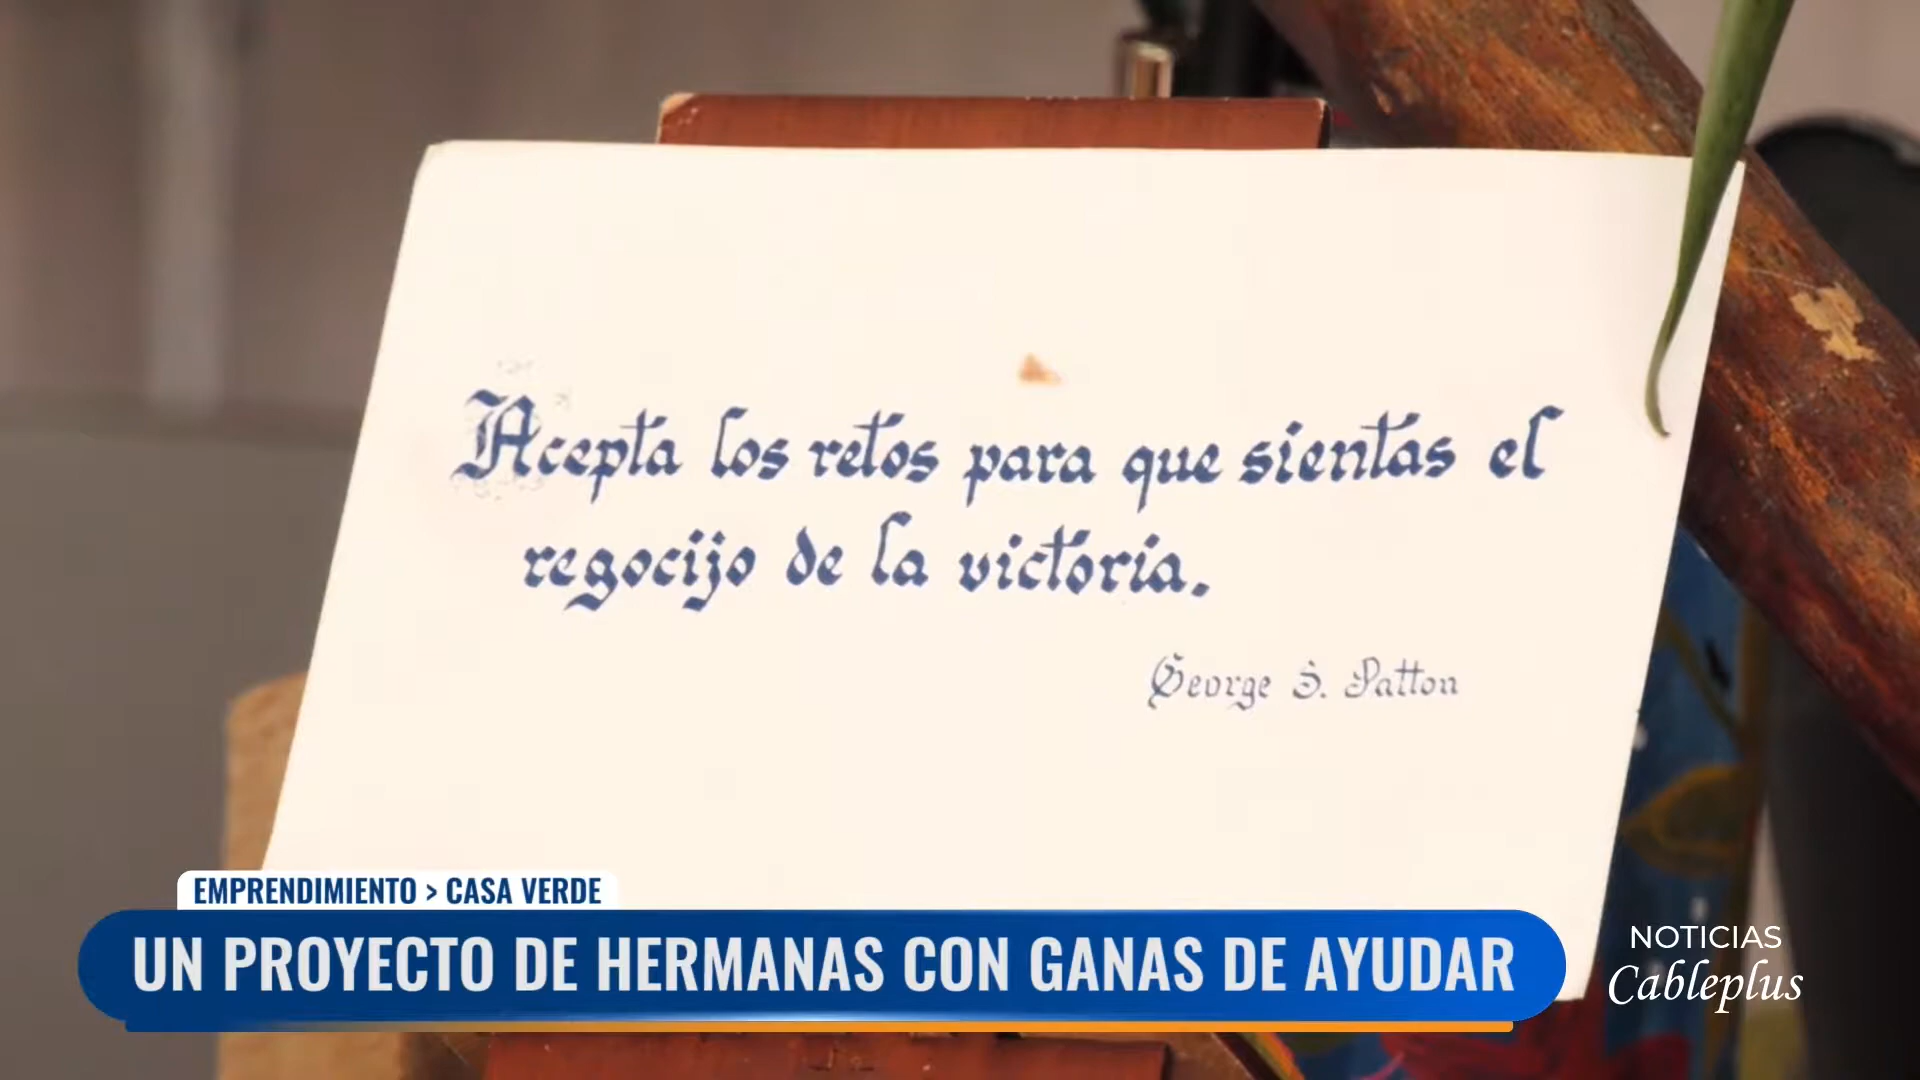 Acepta los retos para que sientas el
regocijo de la victoria.
George S. Patton
EMPRENDIMIENTO > CASA VERDE
UN PROYECTO DE HERMANAS CON GANAS DE AYUDAR
NOTICIAS
Cableplus